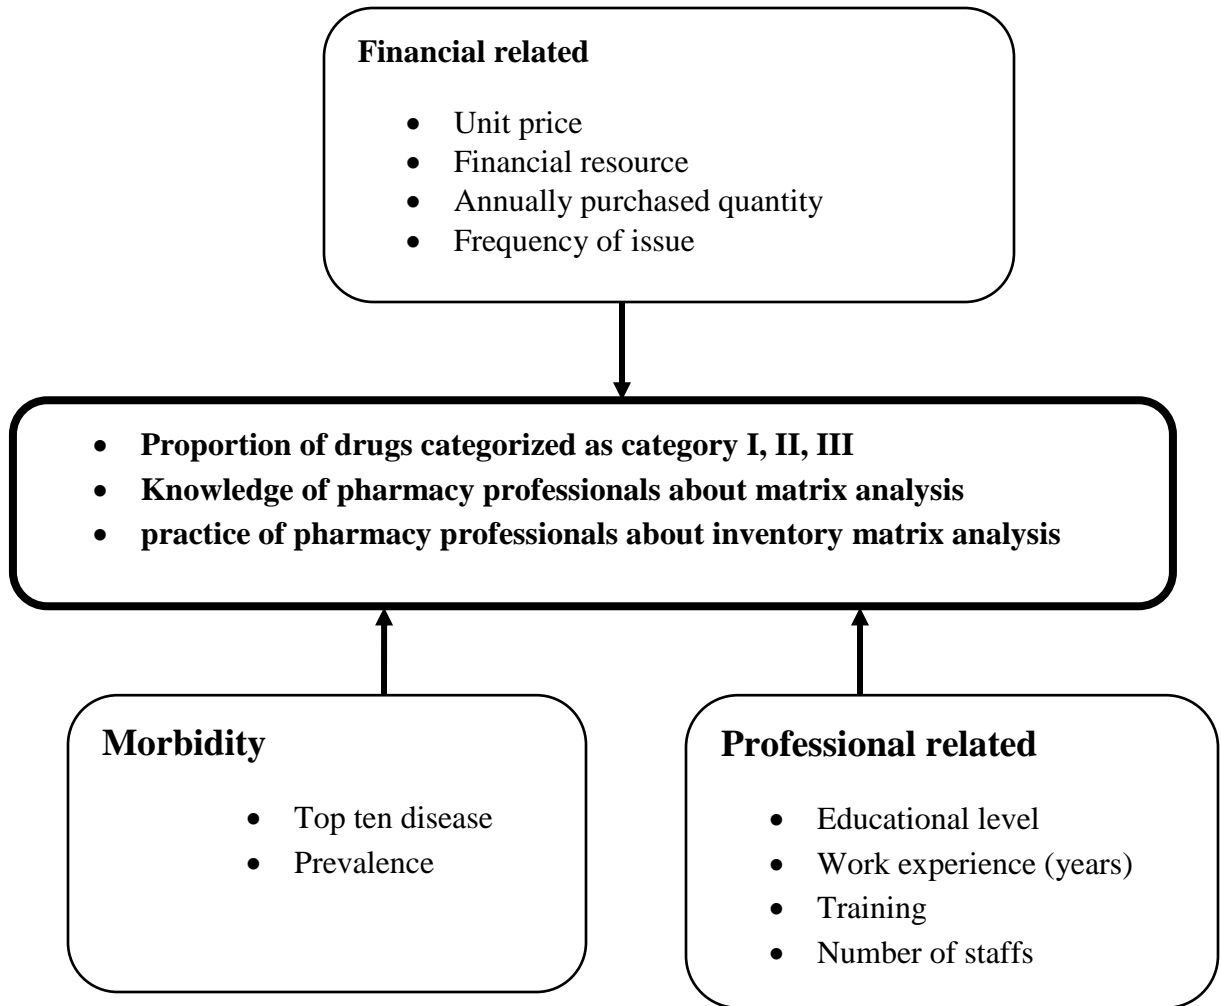 Financial related
• Unit price
• Financial resource
• Annually purchased quantity
• Frequency of issue
• Proportion of drugs categorized as category I, II, III
• Knowledge of pharmacy professionals about matrix analysis
• practice of pharmacy professionals about inventory matrix analysis
Morbidity
• Top ten disease
• Prevalence
Professional related
• Educational level
• Work experience (years)
• Training
• Number of staffs